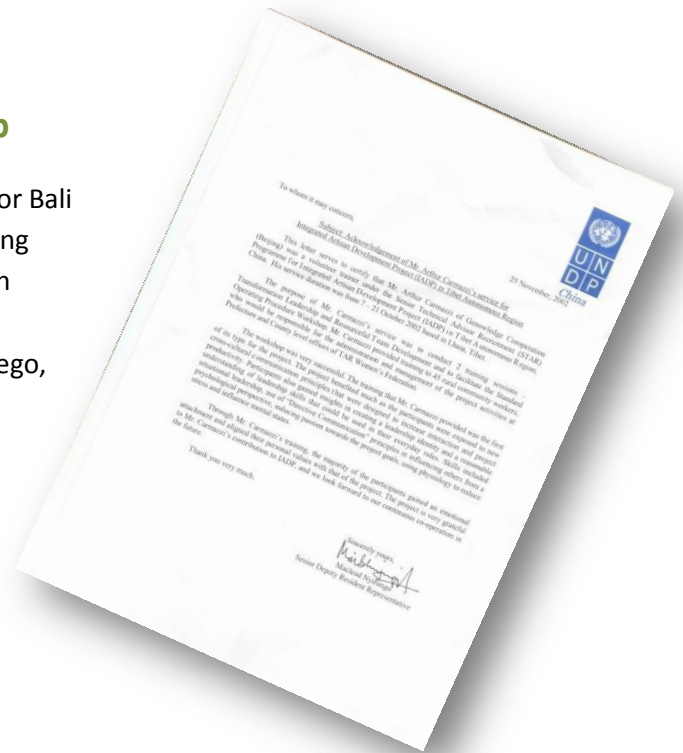 p
or Bali
ng
n
ego,
UNDP
China
23 November, 2002
To whom it may concern,
Subject: Acknowledgement of Mr. Arthur Carmazzi's service for
Integrated Artisan Development Project (IADP) in Tibet Autonomous Region
This letter serves to certify that Mr. Arthur Carmazzi of Genowledge Cooperation
(Beijing) was a volunteer trainer under the Senior Technical Adviser Recruitment (STAR)
Programme for Integrated Artisan Development Project (IADP) in Tibet Autonomous Region,
China. His service duration was from 7 – 21 October 2002 based in Lhasa, Tibet.
The purpose of Mr. Carmazzi's service was to conduct 2 training sessions -
Transformation Leadership and Resourceful Team Development and to facilitate the Standard
Operating Procedure Workshop. Mr. Carmazzi provided training to 45 rural community workers,
who would be responsible for the administration and management of the project activities at
Prefecture and County level offices of TAR Women's Federation.
The workshop was very successful. The training that Mr. Carmazzi provided was the first
of its type for the project. The project benefited much as the participants were exposed to new
cross-cultural communication principles that were designed to increase interaction and project
productivity. Participants also gained insights in creating a leadership identity and a reasonable
understanding of leadership skills that could be used in their everyday roles. Skills included
situational leadership, use of "Directive Communication" principles in influencing others from a
psychological perspective, inducing passion towards the project goals, using physiology to reduce
stress and influence mental states.
Through Mr. Carmazzi's training, the majority of the participants gained an emotional
attachment and aligned their personal values with that of the project. The project is very grateful
to Mr. Carmazzi's contribution to IADP, and we look forward to our continuous co-operation in
the future.
Thank you very much.
Sincerely yours,
Macleod Nyirongo
Senior Deputy Resident Representative